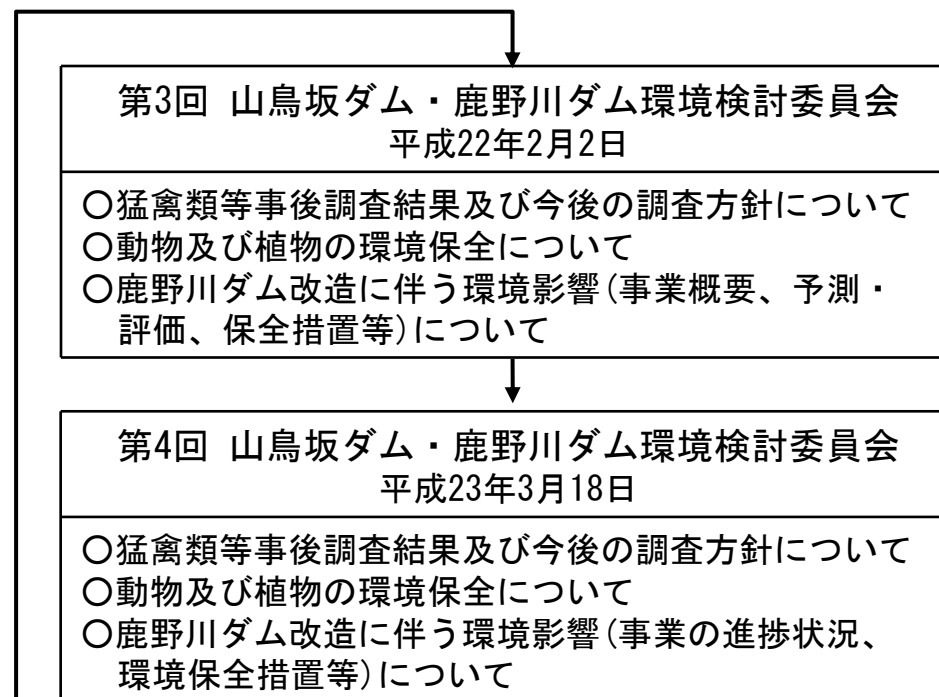 第3回 山鳥坂ダム・鹿野川ダム環境検討委員会
平成22年2月2日
〇猛禽類等事後調査結果及び今後の調査方針について
〇動物及び植物の環境保全について
〇鹿野川ダム改造に伴う環境影響(事業概要、予測・
評価、保全措置等)について
第4回 山鳥坂ダム・鹿野川ダム環境検討委員会
平成23年3月18日
〇猛禽類等事後調査結果及び今後の調査方針について
〇動物及び植物の環境保全について
〇鹿野川ダム改造に伴う環境影響(事業の進捗状況、
環境保全措置等)について